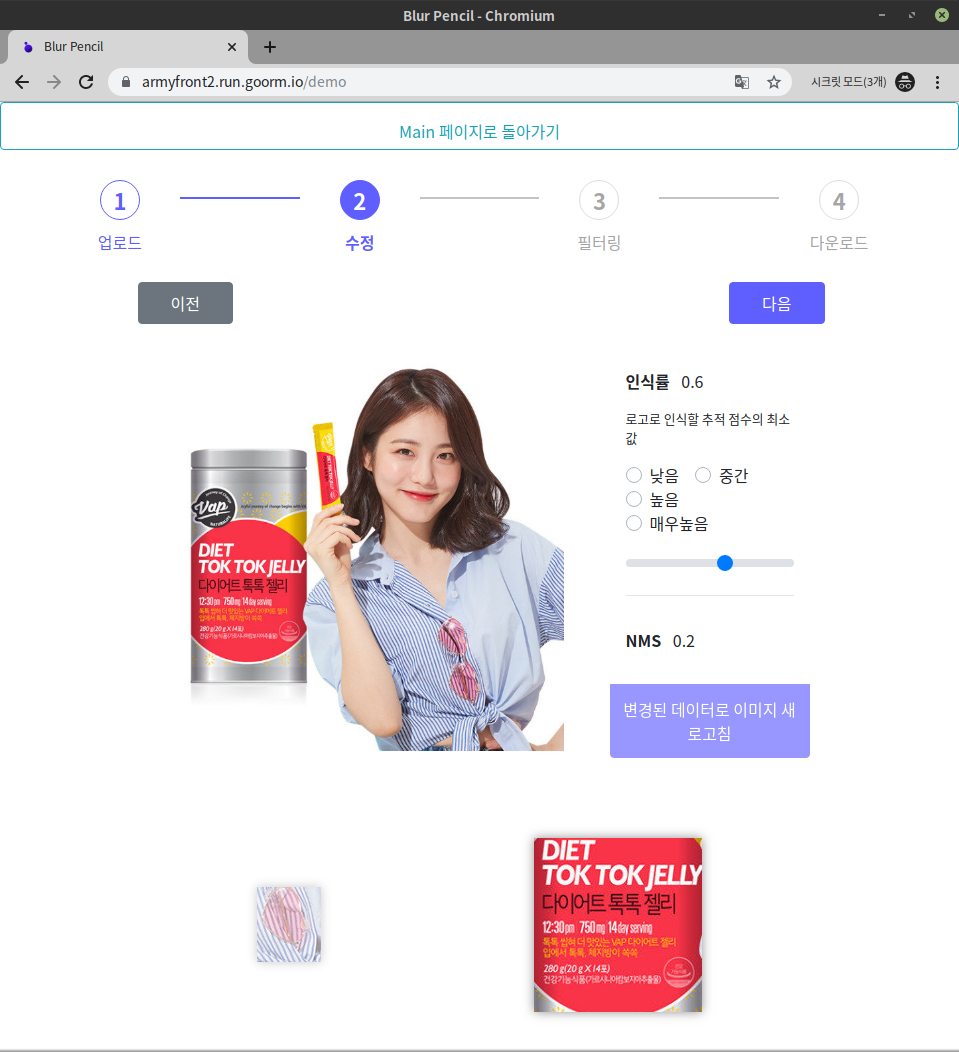 Blur Pencil - Chromium
Blur Pencil
armyfront2.run.goorm.io/demo
시크릿 모드(3개)
Main 페이지로 돌아가기
1
2
3
4
업로드
수정
필터링
다운로드
이전
다음
인식률 0.6
로고로 인식할 추적 점수의 최소
값
낮음
중간
높음
매우높음
NMS 0.2
변경된 데이터로 이미지 새
로고침
Vap
DIET
TOK TOK JELLY
다이어트 톡톡 젤리
12:30pm 750mg 14day serving
톡톡 씹혀 더 맛있는 VAP 다이어트 젤리
입에서 톡톡, 체지방이 쏙쏙
280 g(20 g X 14포)
건강기능식품(가르시니아캄보지아추출물)
DIET
TOK TOK JELLY
다이어트 톡톡 젤리
12:30pm 750mg 14day serving
톡톡 씹혀 더 맛있는 VAP 다이어트 젤리
입에서 톡톡, 체지방이 쏙쏙
280 g(20 g X 14포)
건강기능식품(가르시니아캄보지아추출물)